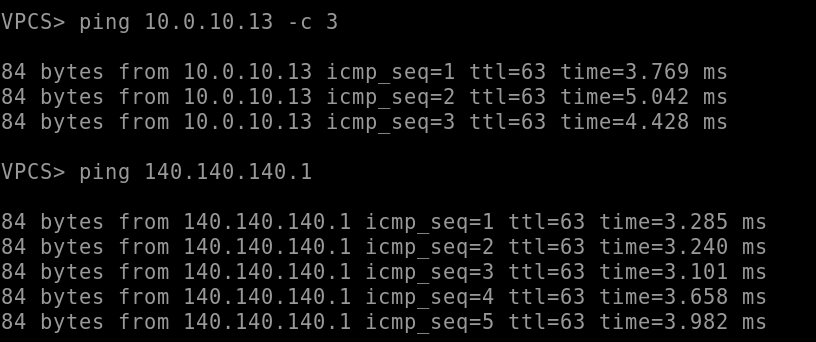 VPCS> ping 10.0.10.13 -c 3
84 bytes from 10.0.10.13 icmp_seq=1 ttl=63 time=3.769 ms
84 bytes from 10.0.10.13 icmp_seq=2 ttl=63 time=5.042 ms
84 bytes from 10.0.10.13 icmp_seq=3 ttl=63 time=4.428 ms
VPCS> ping 140.140.140.1
84 bytes from 140.140.140.1 icmp_seq=1 ttl=63 time=3.285 ms
84 bytes from 140.140.140.1 icmp_seq=2 ttl=63 time=3.240 ms
84 bytes from 140.140.140.1 icmp_seq=3 ttl=63 time=3.101 ms
84 bytes from 140.140.140.1 icmp_seq=4 ttl=63 time=3.658 ms
84 bytes from 140.140.140.1 icmp_seq=5 ttl=63 time=3.982 ms